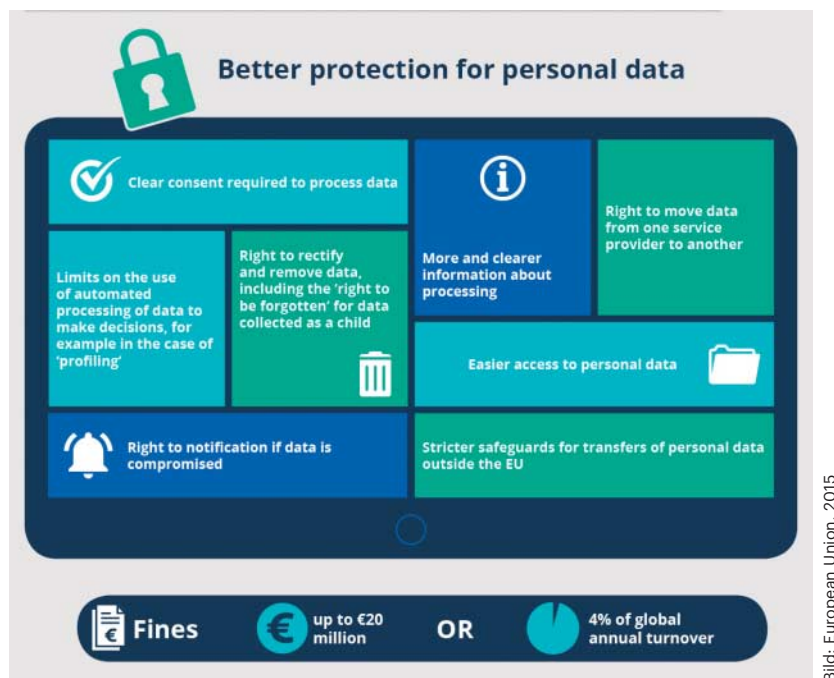 Better protection for personal data
Clear consent required to process data
Limits on the use
of automated
processing of data to
make decisions, for
example in the case of
‘profiling’
Right to rectify
and remove data,
including the ‘right to
be forgotten’ for data
collected as a child
More and clearer
information about
processing
Right to move data
from one service
provider to another
Easier access to personal data
Right to notification if data is
compromised
Stricter safeguards for transfers of personal data
outside the EU
Fines
up to €20
million
OR
4% of global
annual turnover
Bild: European Union, 2015